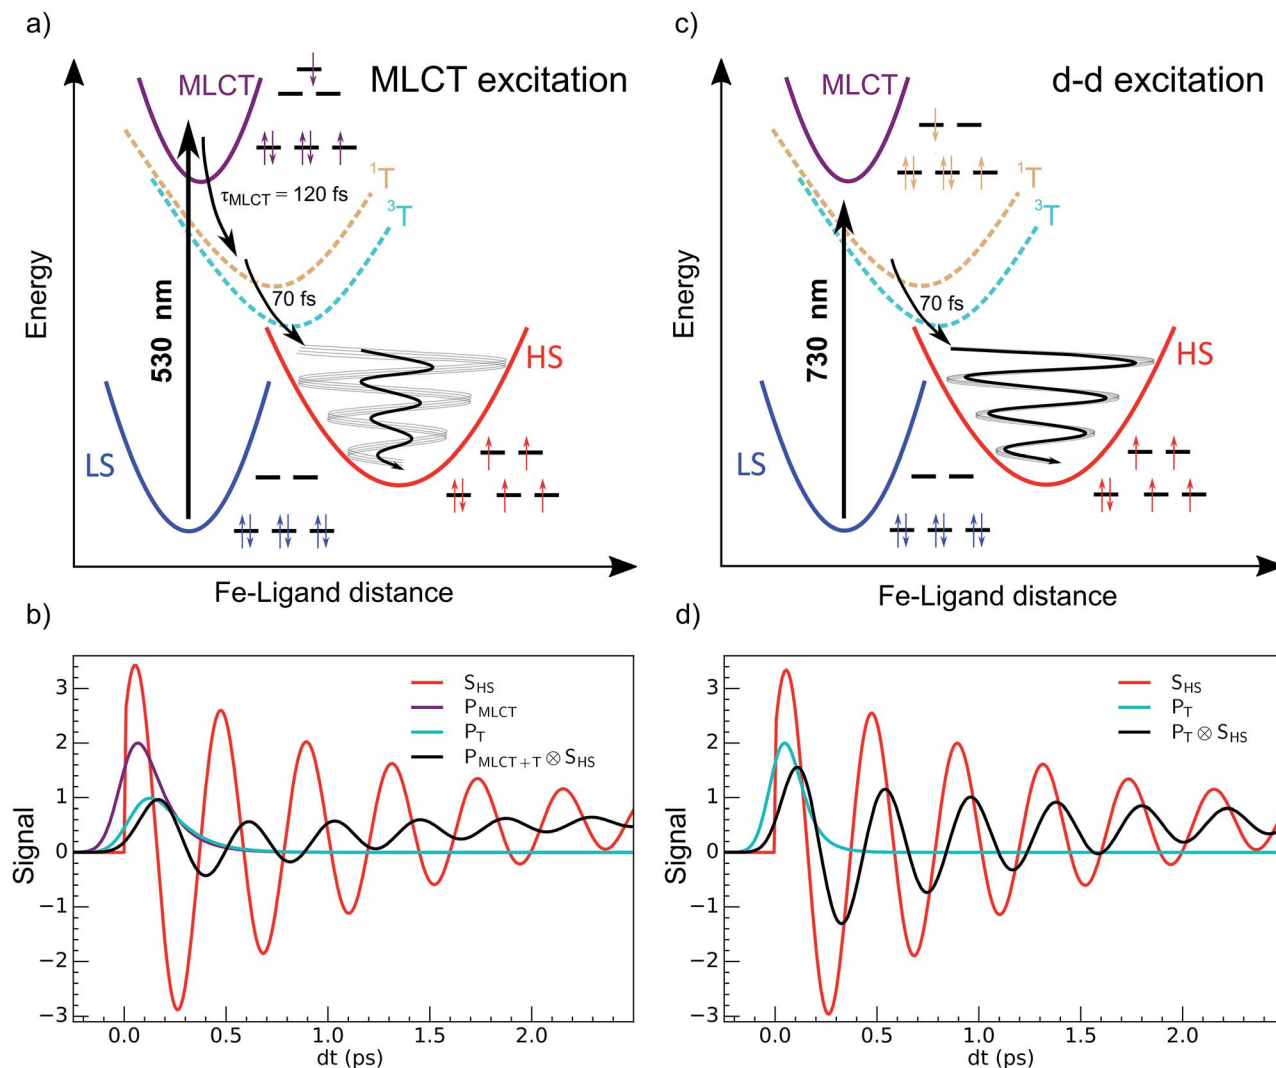 a)
MLCT excitation
MLCT
¹T
τMLCT = 120 fs
³T
70 fs
530 nm
HS
LS
Energy
Fe-Ligand distance
c)
d-d excitation
MLCT
¹T
³T
70 fs
730 nm
HS
LS
Energy
Fe-Ligand distance
b)
SHS
PMLCT
PT
PMLCT+T ⊗ SHS
3
2
1
0
−1
−2
−3
Signal
0.0 0.5 1.0 1.5 2.0
dt (ps)
d)
SHS
PT
PT ⊗ SHS
3
2
1
0
−1
−2
−3
Signal
0.0 0.5 1.0 1.5 2.0
dt (ps)